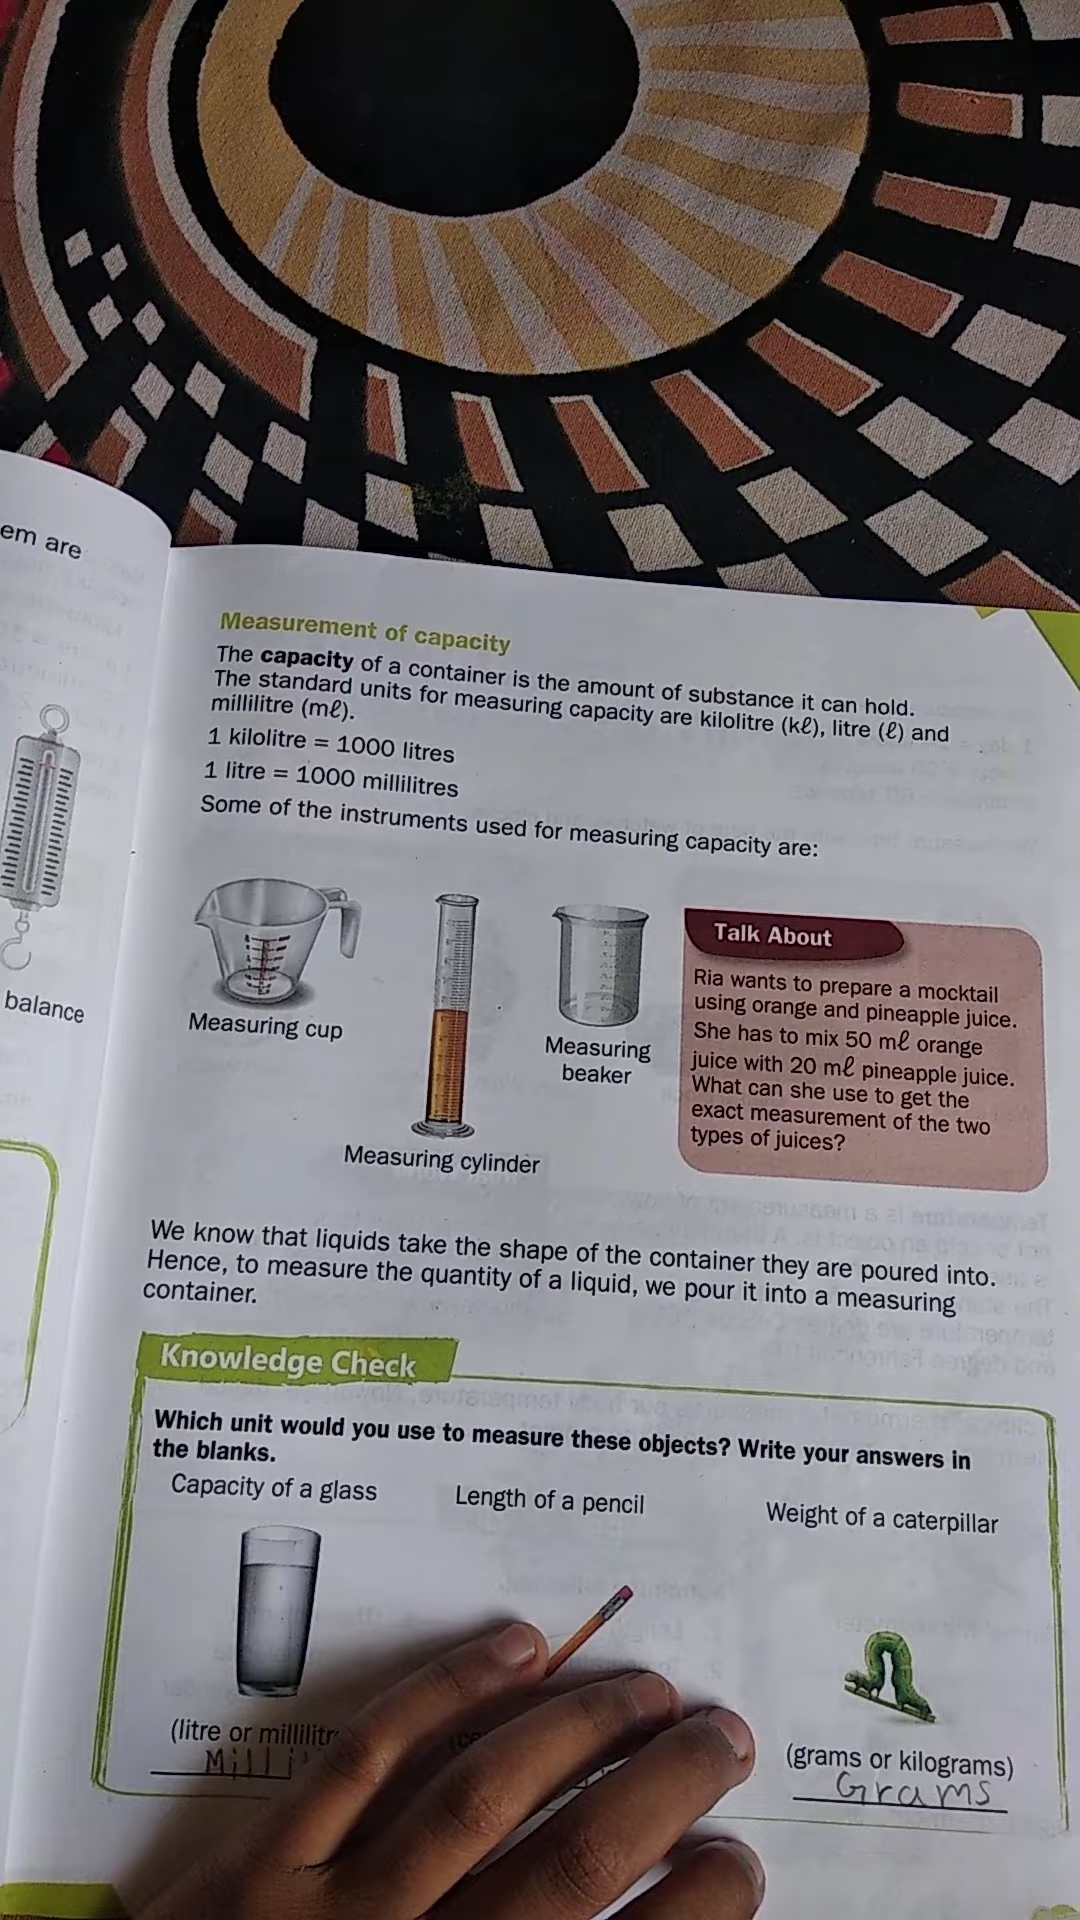 em are
balance
Measurement of capacity
The capacity of a container is the amount of substance it can hold.
The standard units for measuring capacity are kilolitre (kℓ), litre (ℓ) and
millilitre (mℓ).
1 kilolitre = 1000 litres
1 litre = 1000 millilitres
Some of the instruments used for measuring capacity are:
Measuring cup
Measuring cylinder
Measuring
beaker
Talk About
Ria wants to prepare a mocktail
using orange and pineapple juice.
She has to mix 50 mℓ orange
juice with 20 mℓ pineapple juice.
What can she use to get the
exact measurement of the two
types of juices?
We know that liquids take the shape of the container they are poured into.
Hence, to measure the quantity of a liquid, we pour it into a measuring
container.
Knowledge Check
Which unit would you use to measure these objects? Write your answers in
the blanks.
Capacity of a glass
Length of a pencil
Weight of a caterpillar
(litre or millilitr
Milli
(grams or kilograms)
Grams